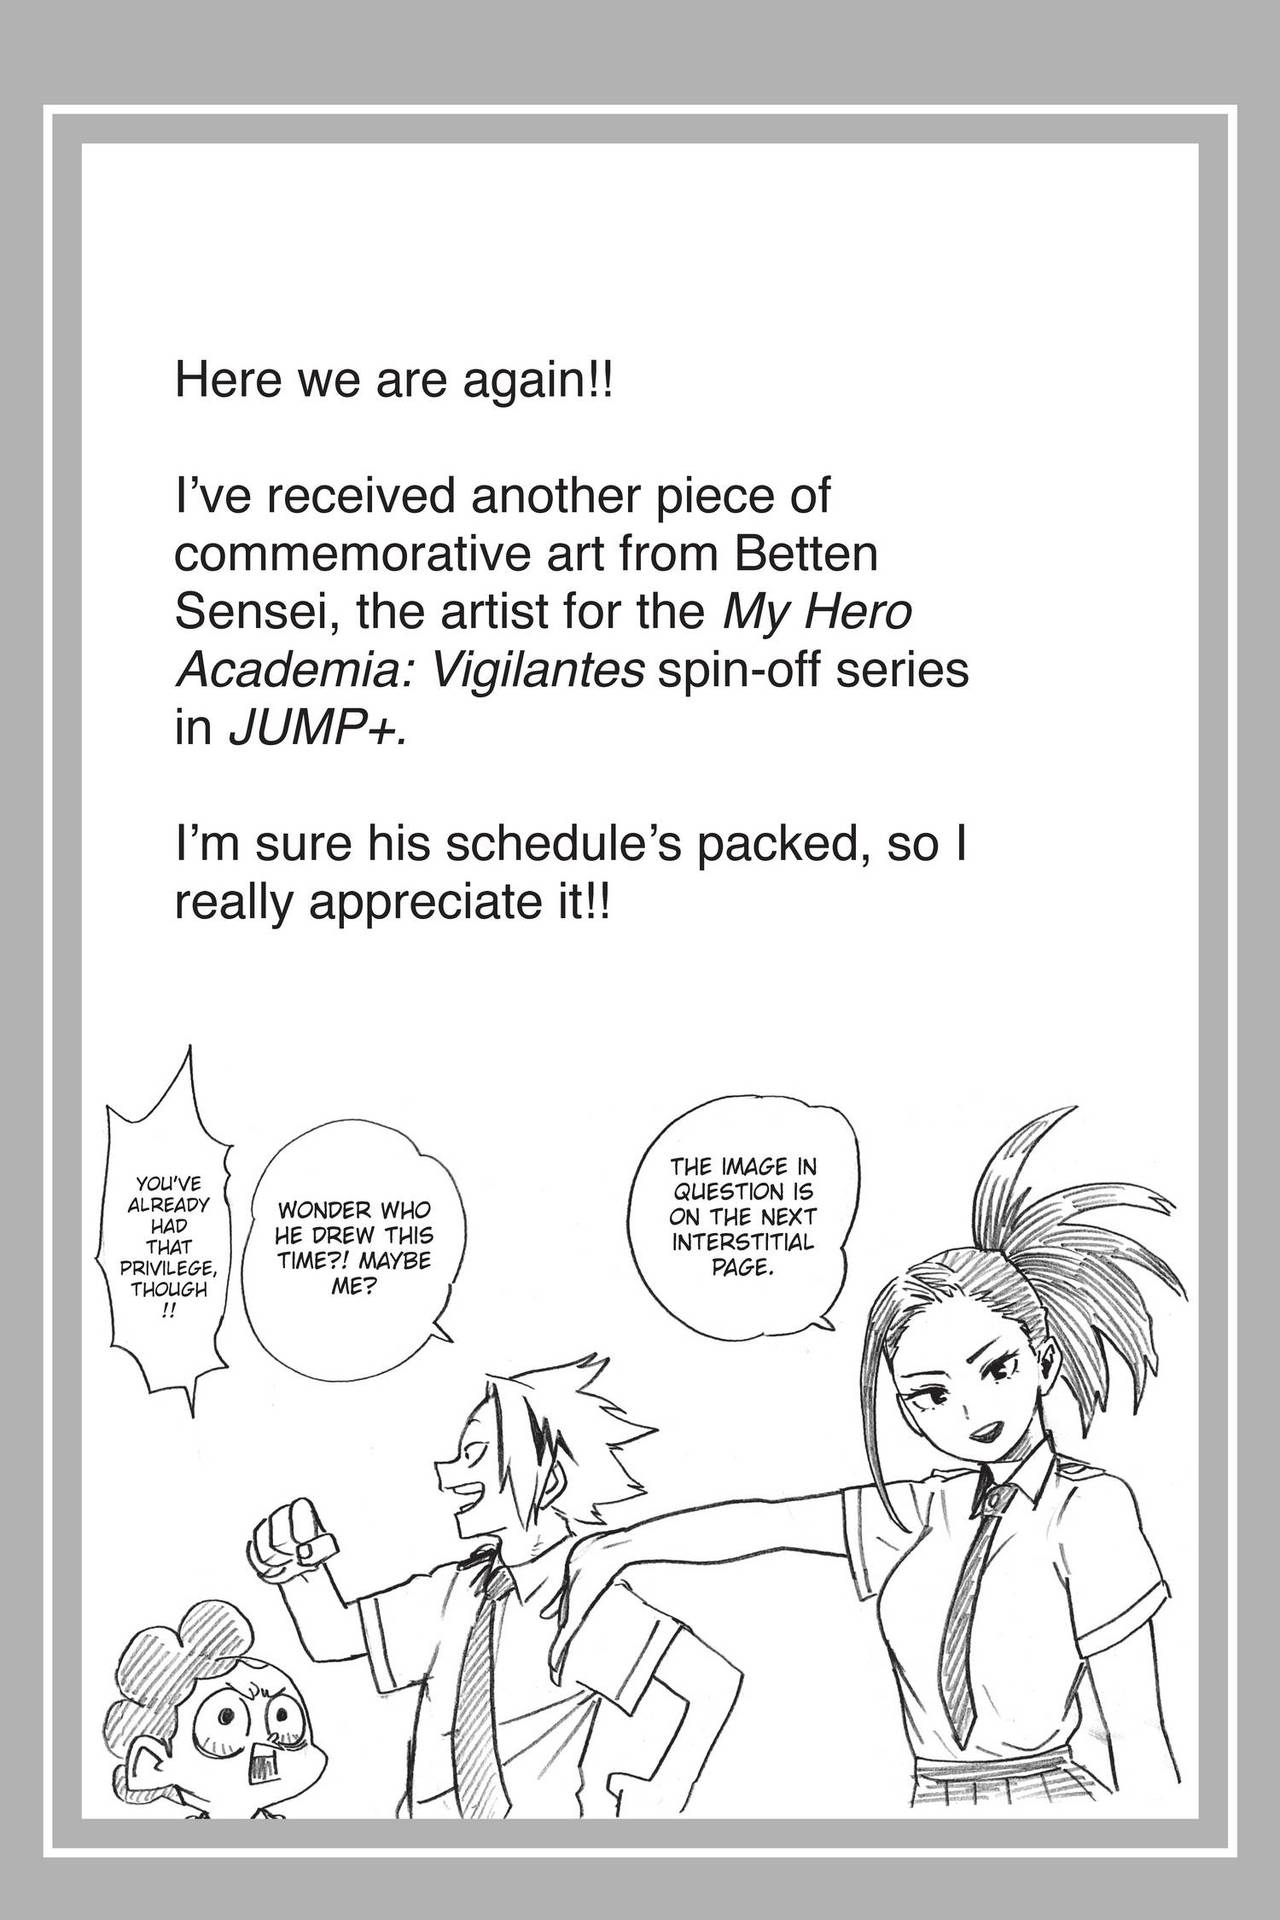 Here we are again!!
I've received another piece of
commemorative art from Betten
Sensei, the artist for the My Hero
Academia: Vigilantes spin-off series
in JUMP+.
I'm sure his schedule's packed, so I
really appreciate it!!
THE IMAGE IN
QUESTION IS
ON THE NEXT
INTERSTITIAL
PAGE.
WONDER WHO
HE DREW THIS
TIME?! MAYBE
ME?
YOU'VE
ALREADY
HAD
THAT
PRIVILEGE,
THOUGH
!!